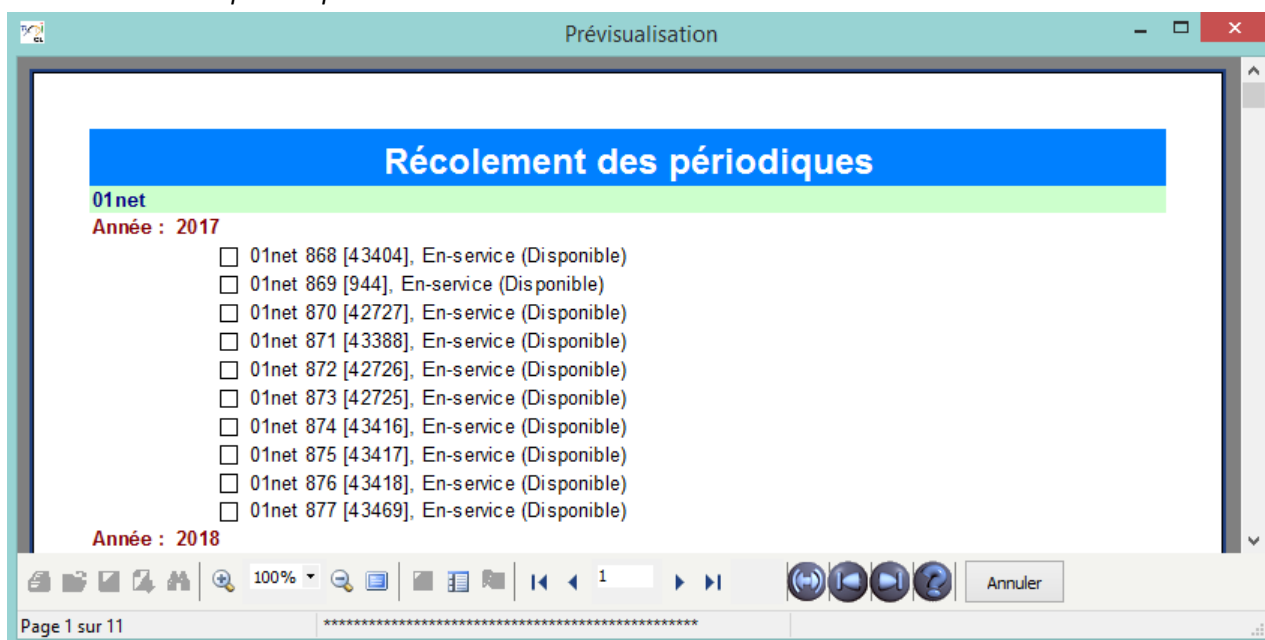 Prévisualisation
Récolement des périodiques
01net
Année : 2017
01net 868 [43404], En-service (Disponible)
01net 869 [944], En-service (Disponible)
01net 870 [42727], En-service (Disponible)
01net 871 [43388], En-service (Disponible)
01net 872 [42726], En-service (Disponible)
01net 873 [42725], En-service (Disponible)
01net 874 [43416], En-service (Disponible)
01net 875 [43417], En-service (Disponible)
01net 876 [43418], En-service (Disponible)
01net 877 [43469], En-service (Disponible)
Année : 2018
100% 1 Annuler
Page 1 sur 11 **************************************************